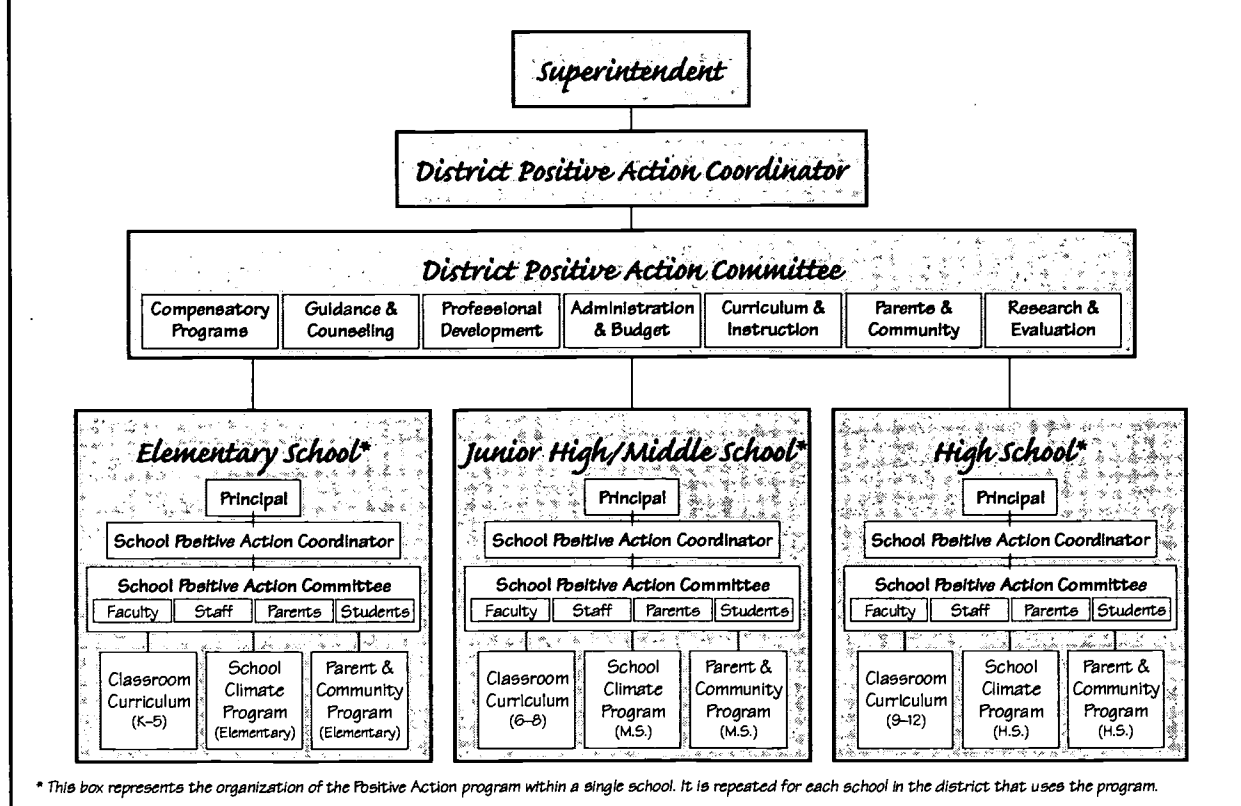 Superintendent
District Positive Action Coordinator
District Positive Action Committee
Compensatory
Programs
Guidance &
Counseling
Professional
Development
Administration
& Budget
Curriculum &
Instruction
Parents &
Community
Research &
Evaluation
Elementary School*
Principal
School Positive Action Coordinator
School Positive Action Committee
Faculty
Staff
Parents
Students
Classroom
Curriculum
(K–5)
School
Climate
Program
(Elementary)
Parent &
Community
Program
(Elementary)
Junior High/Middle School*
Principal
School Positive Action Coordinator
School Positive Action Committee
Faculty
Staff
Parents
Students
Classroom
Curriculum
(6–8)
School
Climate
Program
(M.S.)
Parent &
Community
Program
(M.S.)
High School*
Principal
School Positive Action Coordinator
School Positive Action Committee
Faculty
Staff
Parents
Students
Classroom
Curriculum
(9–12)
School
Climate
Program
(H.S.)
Parent &
Community
Program
(H.S.)
* This box represents the organization of the Positive Action program within a single school. It is repeated for each school in the district that uses the program.